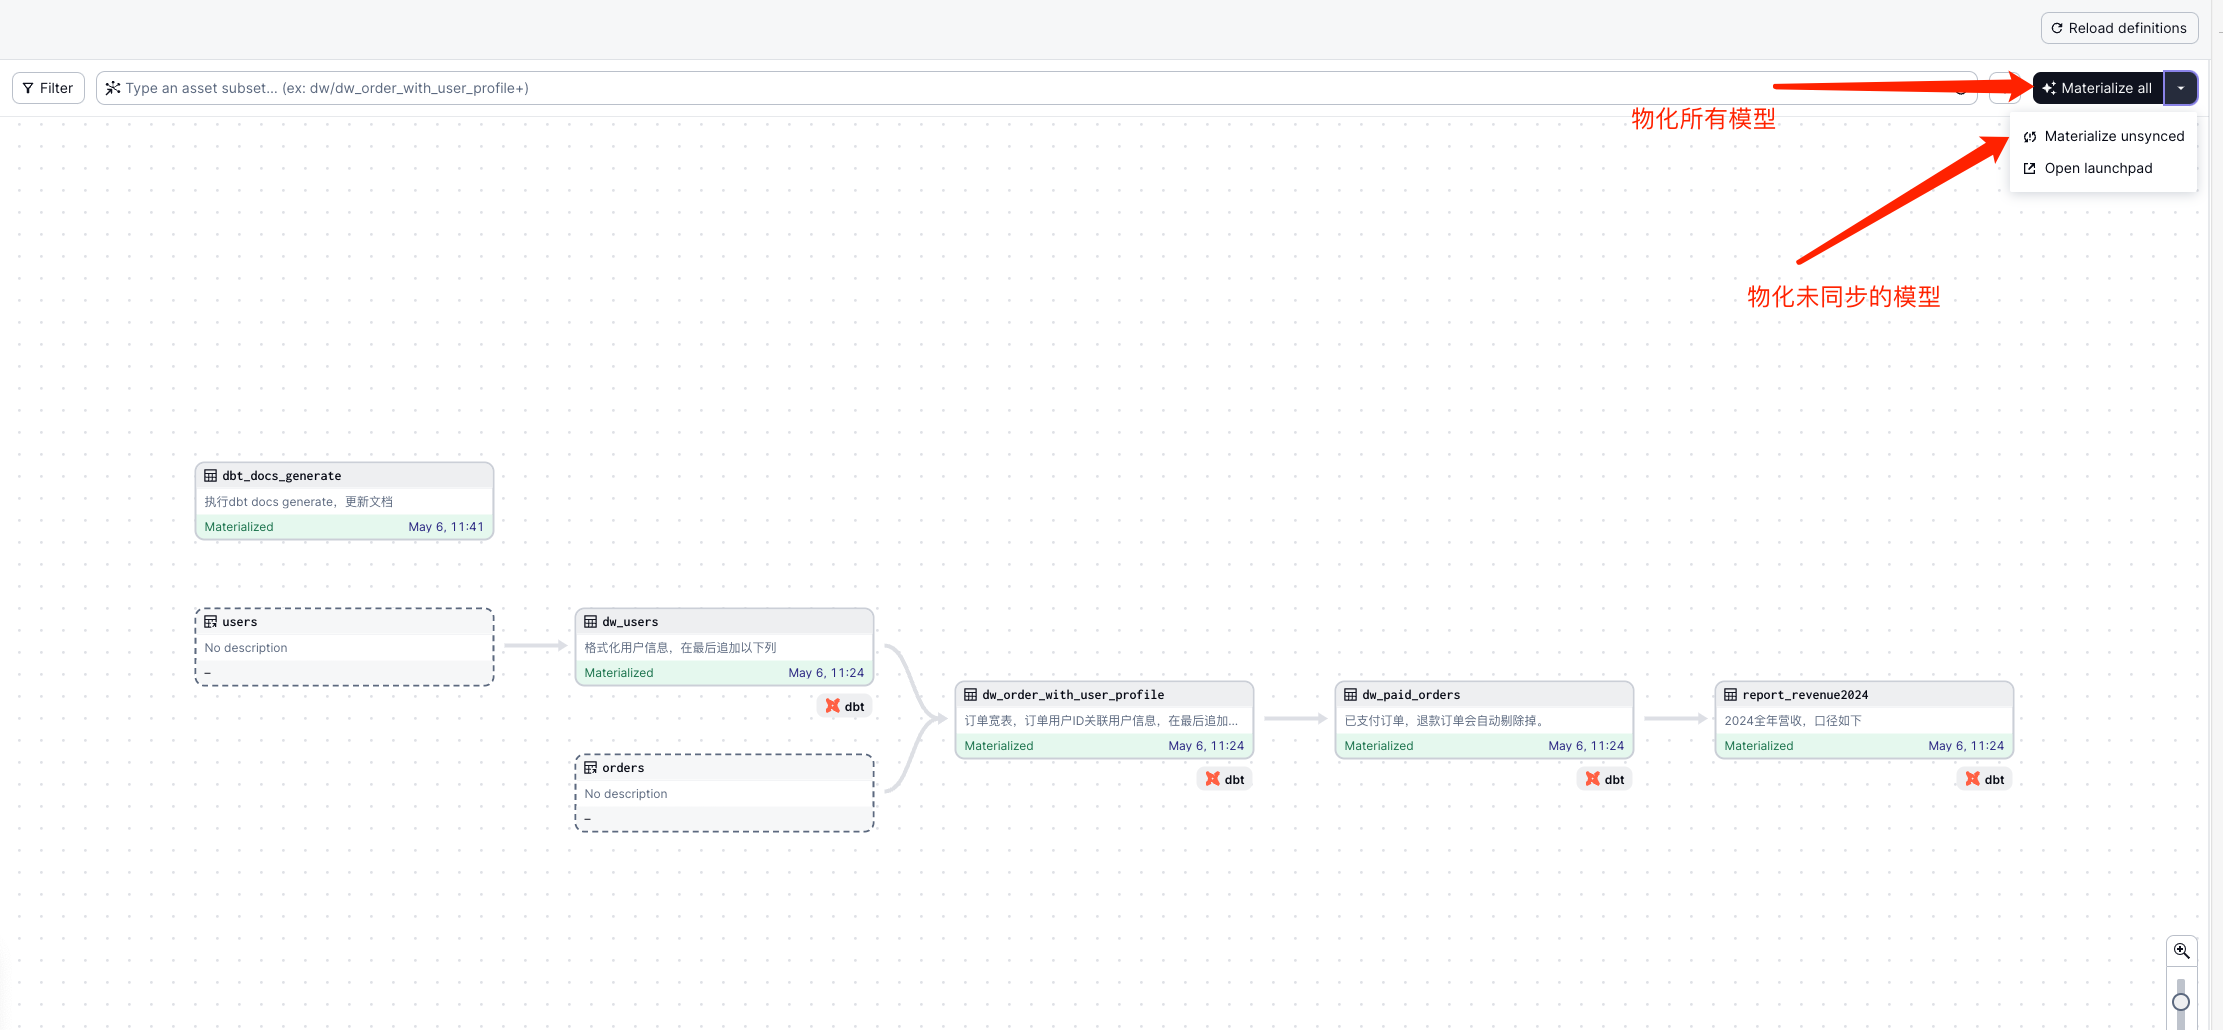 Reload definitions
Filter
Type an asset subset... (ex: dw/dw_order_with_user_profile+)
Materialize all
物化所有模型
Materialize unsynced
Open launchpad
物化未同步的模型
dbt_docs_generate
执行dbt docs generate，更新文档
Materialized May 6, 11:41
users
No description
–
dw_users
格式化用户信息，在最后追加以下列
Materialized May 6, 11:24
dbt
orders
No description
–
dw_order_with_user_profile
订单宽表，订单用户ID关联用户信息，在最后追加...
Materialized May 6, 11:24
dbt
dw_paid_orders
已支付订单，退款订单会自动剔除掉。
Materialized May 6, 11:24
dbt
report_revenue2024
2024全年营收，口径如下
Materialized May 6, 11:24
dbt